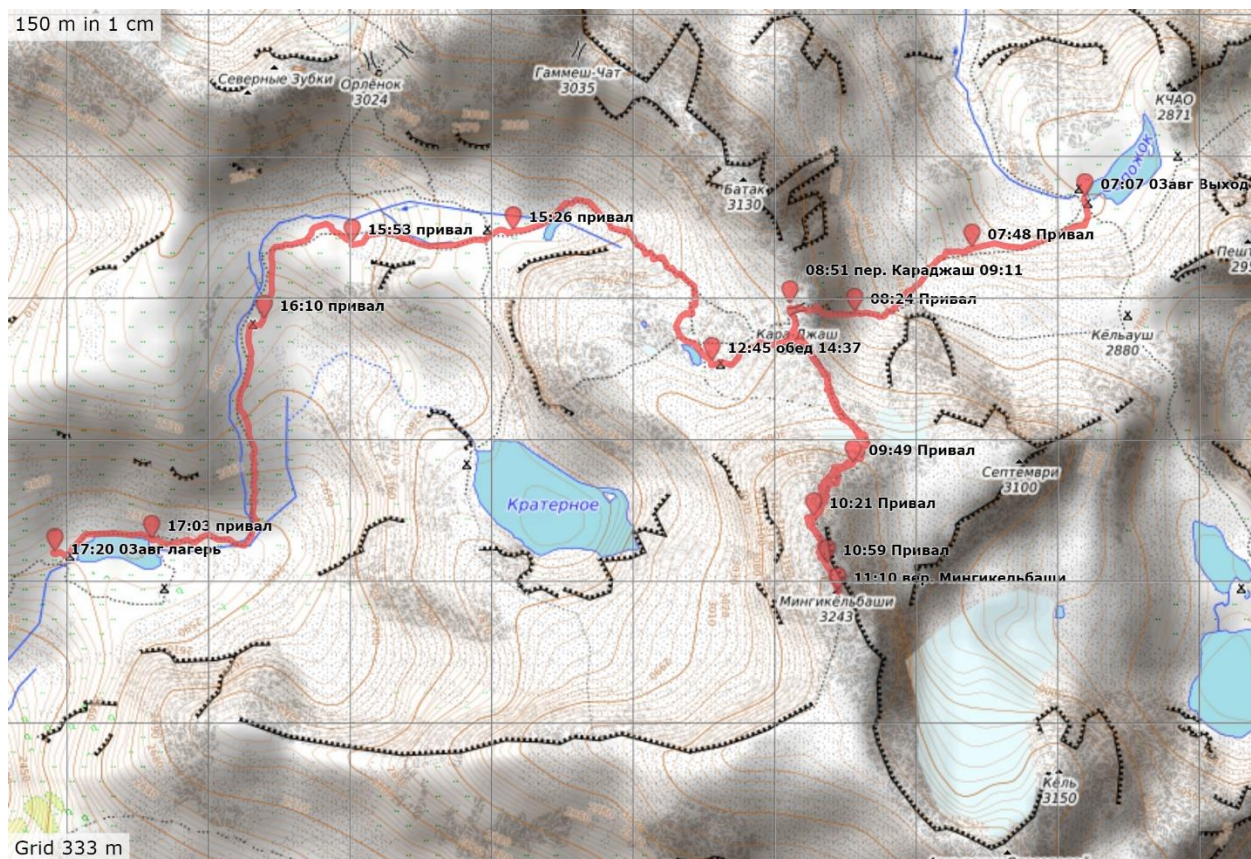 150 m in 1 cm
Северные Зубки
Орлёнок
3024
Гаммеш-Чат
3035
КЧАО
2871
Батак
3130
07:07 03авг Выход
15:26 привал
15:53 привал
07:48 Привал
08:51 пер. Караджаш 09:11
08:24 Привал
16:10 привал
Кара-Джаш
12:45 обед 14:37
Кёльауш
2880
09:49 Привал
Септември
3100
Кратерное
10:21 Привал
17:03 привал
17:20 03авг лагерь
10:59 Привал
11:10 вер. Мингикельбаши
Мингикельбаши
3243
Кёль
3150
Grid 333 m